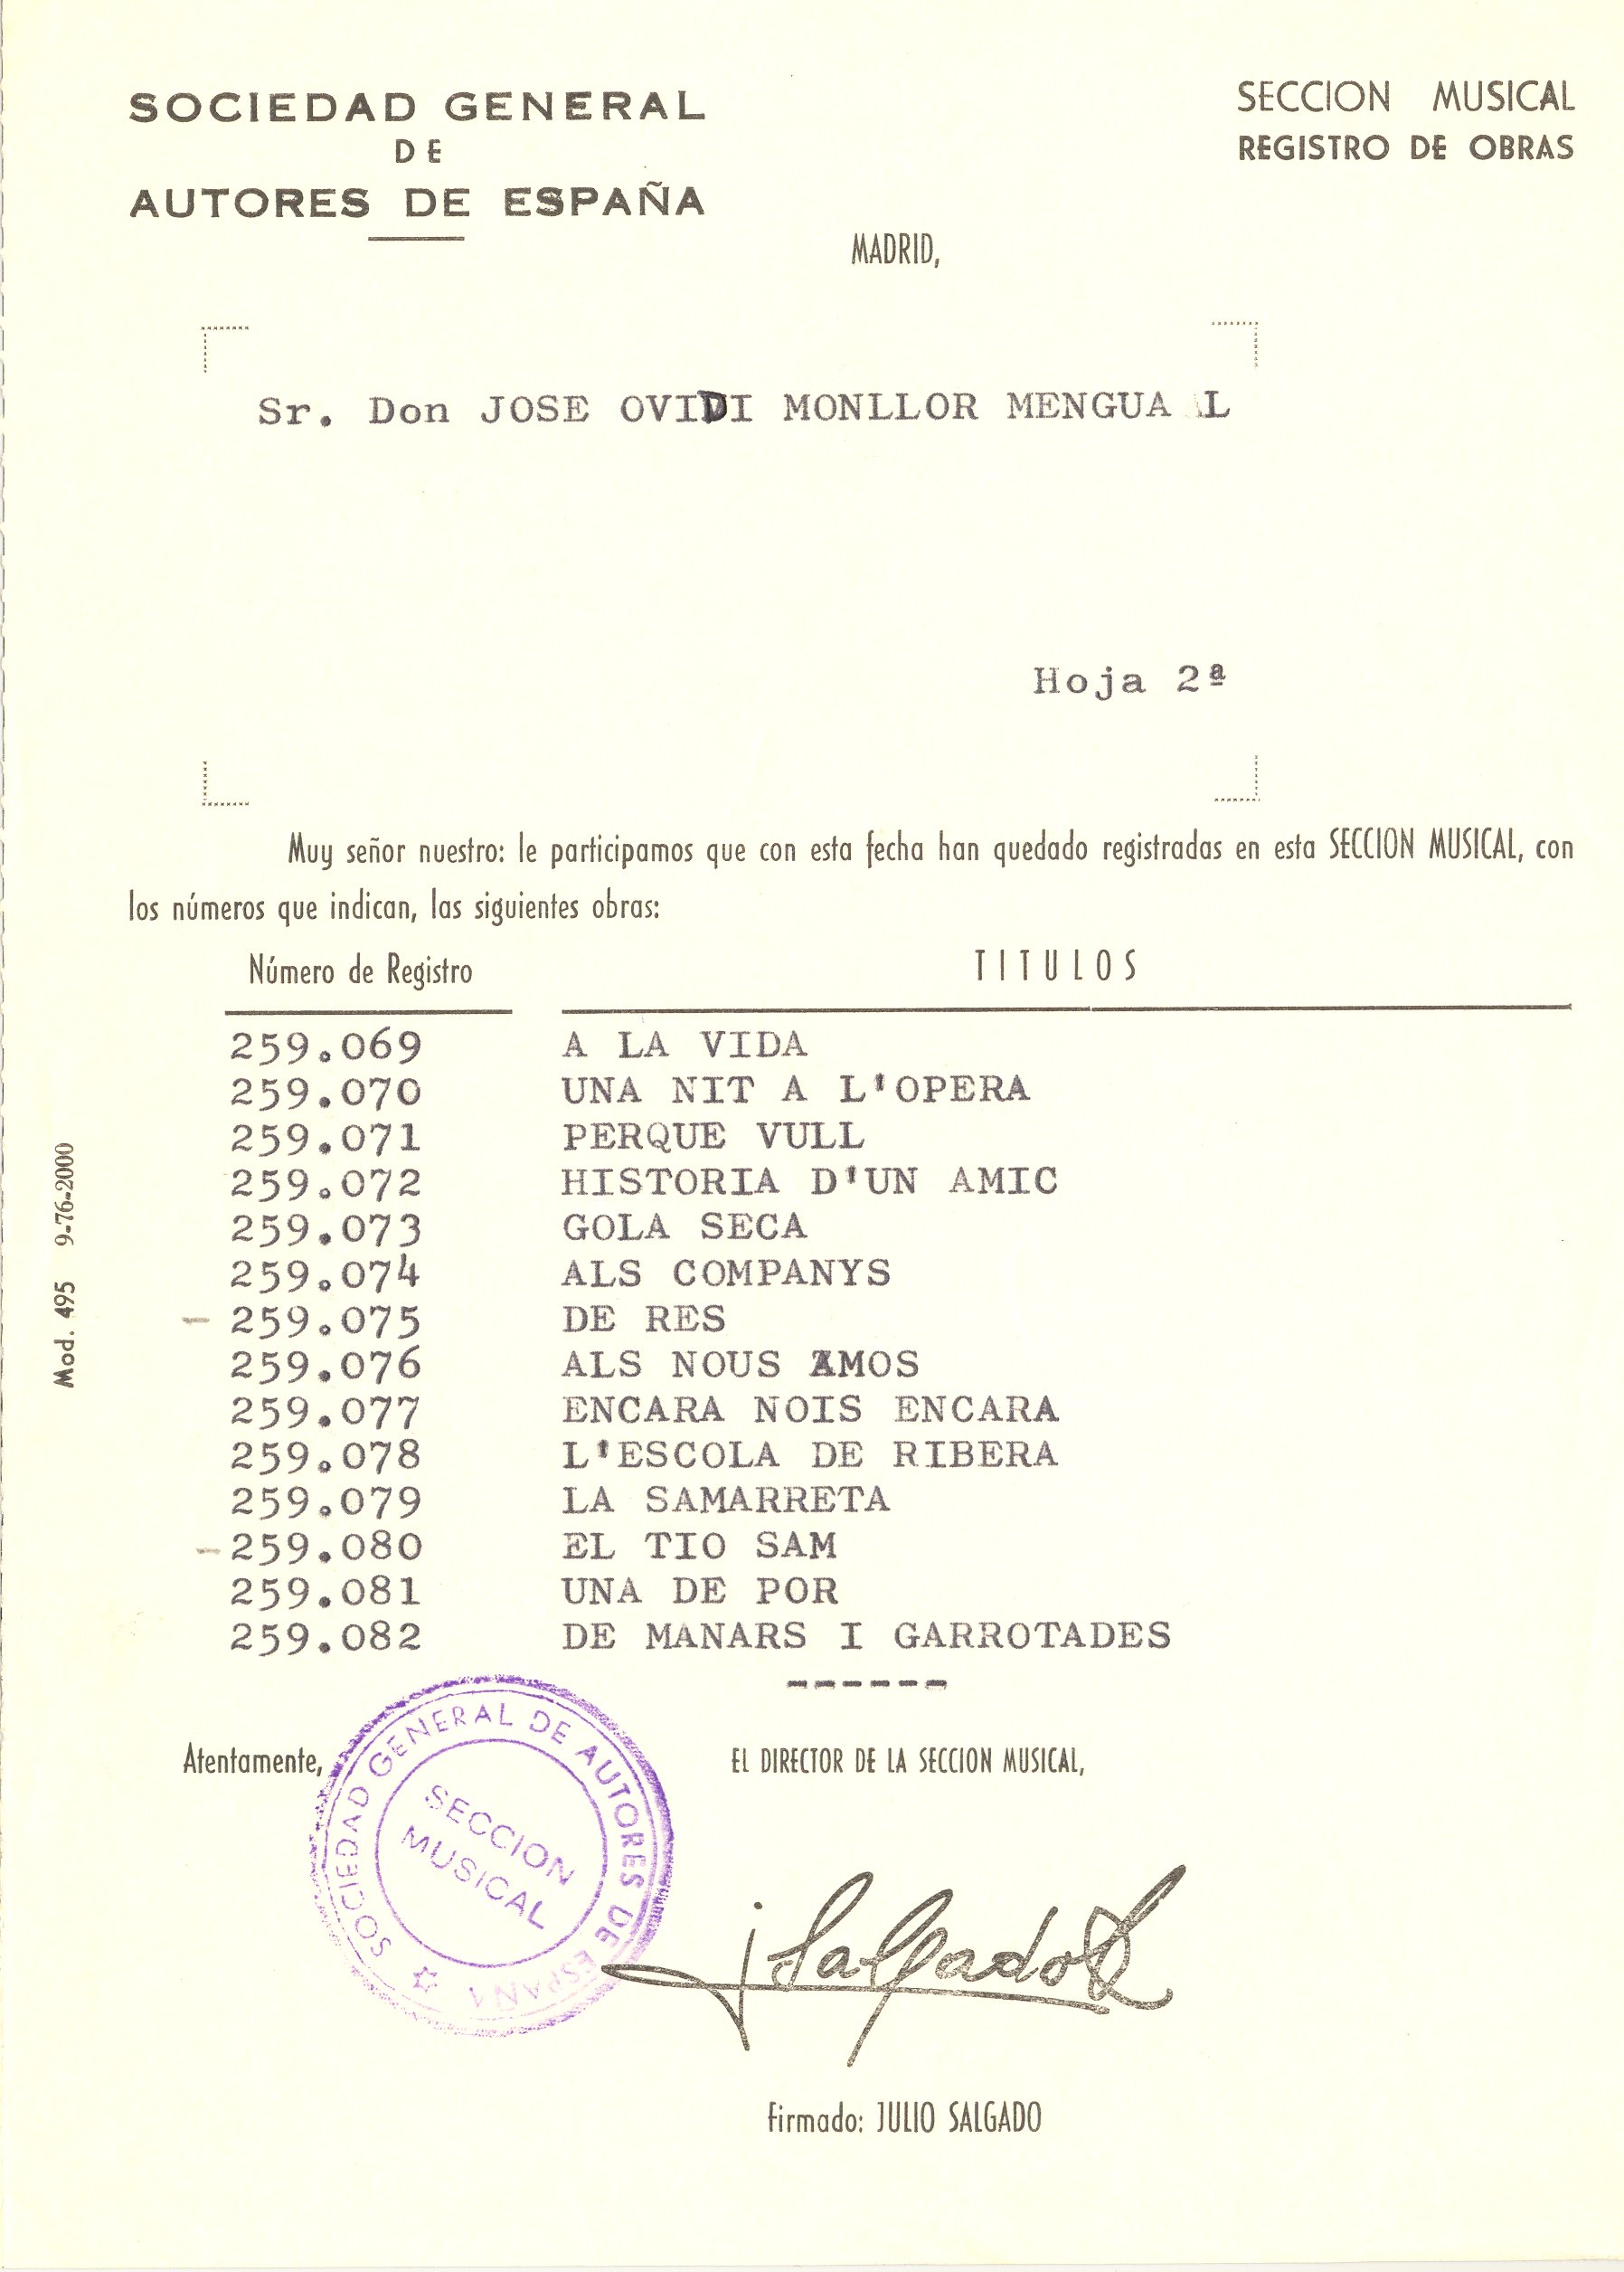 SOCIEDAD GENERAL
DE
AUTORES DE ESPAÑA
SECCION MUSICAL
REGISTRO DE OBRAS
MADRID,
Sr. Don JOSE OVIDI MONLLOR MENGUAL
Hoja 2ª
Muy señor nuestro: le participamos que con esta fecha han quedado registradas en esta SECCION MUSICAL, con
los números que indican, las siguientes obras:
Número de Registro TITULOS
259.069 A LA VIDA
259.070 UNA NIT A L'OPERA
259.071 PERQUE VULL
259.072 HISTORIA D'UN AMIC
259.073 GOLA SECA
259.074 ALS COMPANYS
- 259.075 DE RES
259.076 ALS NOUS AMOS
259.077 ENCARA NOIS ENCARA
259.078 L'ESCOLA DE RIBERA
259.079 LA SAMARRETA
- 259.080 EL TIO SAM
259.081 UNA DE POR
259.082 DE MANARS I GARROTADES
------
Mod. 495 9-76-2000
Atentamente,
EL DIRECTOR DE LA SECCION MUSICAL,
SOCIEDAD GENERAL DE AUTORES DE ESPAÑA
SECCION
MUSICAL
jSalgado
Firmado: JULIO SALGADO